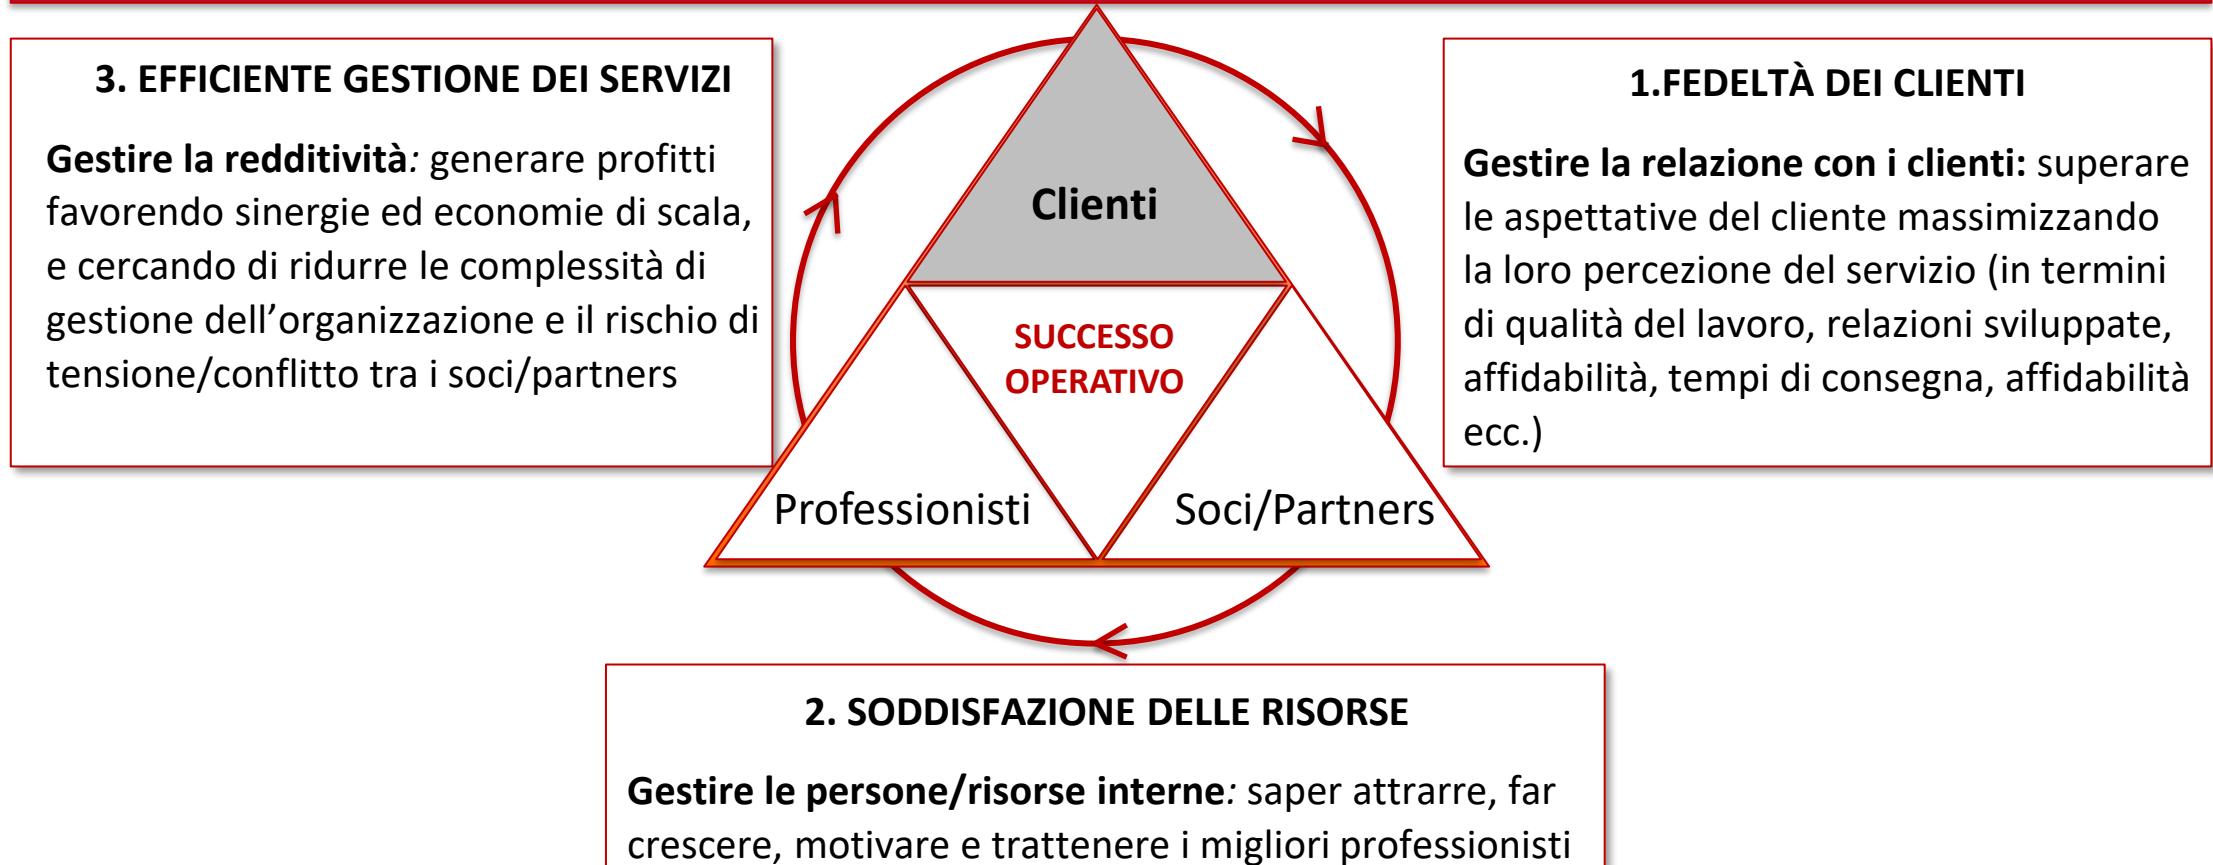 3. EFFICIENTE GESTIONE DEI SERVIZI
Gestire la redditività: generare profitti
favorendo sinergie ed economie di scala,
e cercando di ridurre le complessità di
gestione dell’organizzazione e il rischio di
tensione/conflitto tra i soci/partners
1.FEDELTÀ DEI CLIENTI
Gestire la relazione con i clienti: superare
le aspettative del cliente massimizzando
la loro percezione del servizio (in termini
di qualità del lavoro, relazioni sviluppate,
affidabilità, tempi di consegna, affidabilità
ecc.)
Clienti
SUCCESSO
OPERATIVO
Professionisti
Soci/Partners
2. SODDISFAZIONE DELLE RISORSE
Gestire le persone/risorse interne: saper attrarre, far
crescere, motivare e trattenere i migliori professionisti